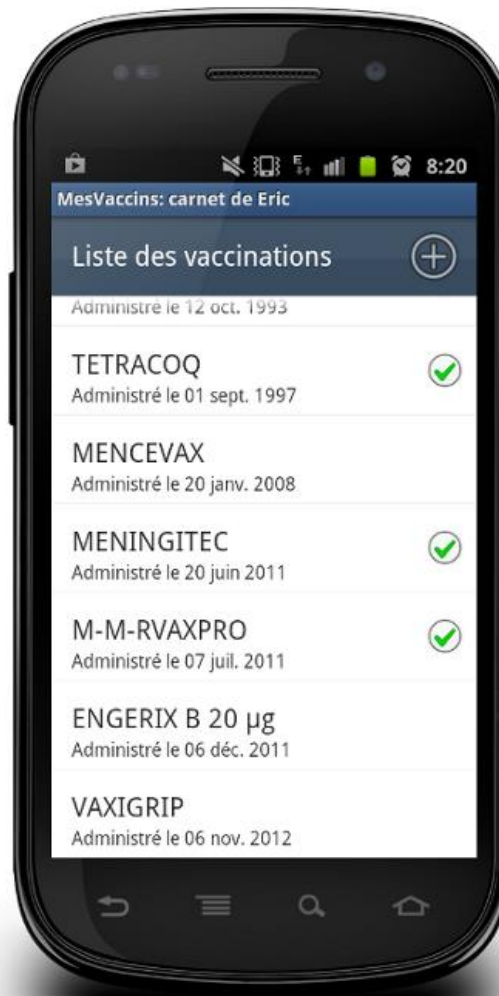 8:20
MesVaccins: carnet de Eric
Liste des vaccinations
Administré le 12 oct. 1993
TETRACOQ
Administré le 01 sept. 1997
MENCEVAX
Administré le 20 janv. 2008
MENINGITEC
Administré le 20 juin 2011
M-M-RVAXPRO
Administré le 07 juil. 2011
ENGERIX B 20 µg
Administré le 06 déc. 2011
VAXIGRIP
Administré le 06 nov. 2012